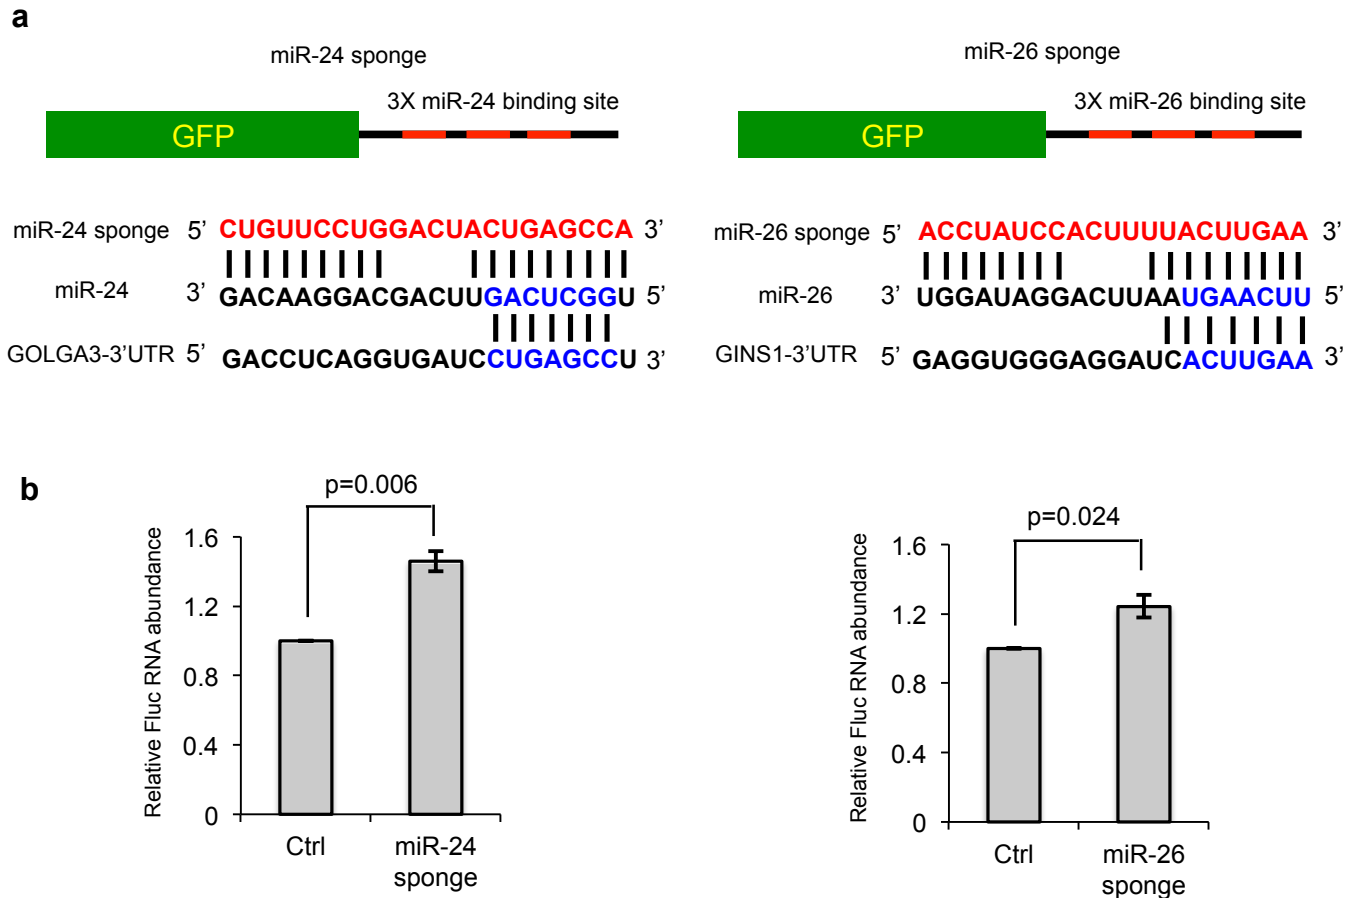 a
miR-24 sponge
3X miR-24 binding site
GFP
miR-24 sponge 5’ CUGUUCCUGGACUACUGAGCCA 3’
miR-24 3’ GACAAGGACGACUUGACUCGGU 5’
GOLGA3-3’UTR 5’ GACCUCAGGUGAUCCUGAGCCU 3’
miR-26 sponge
3X miR-26 binding site
GFP
miR-26 sponge 5’ ACCUAUCCACUUUUACUUGAA 3’
miR-26 3’ UGGAUAGGACUUAAUGAACUU 5’
GINS1-3’UTR 5’ GAGGUGGGAGGAUCACUUGAA 3’
b
p=0.006
Relative Fluc RNA abundance
1.6
1.2
0.8
0.4
0
Ctrl
miR-24
sponge
p=0.024
Relative Fluc RNA abundance
1.6
1.2
0.8
0.4
0
Ctrl
miR-26
sponge